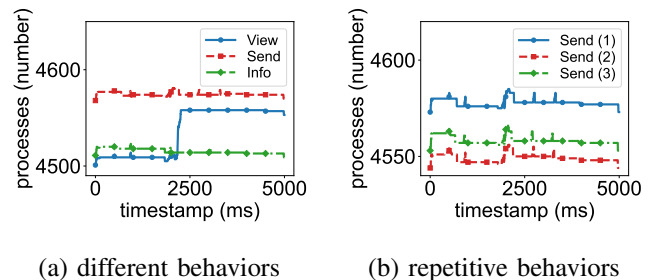 processes (number)
4600
4500
View
Send
Info
0
2500
5000
timestamp (ms)
(a) different behaviors
processes (number)
4600
4550
Send (1)
Send (2)
Send (3)
0
2500
5000
timestamp (ms)
(b) repetitive behaviors